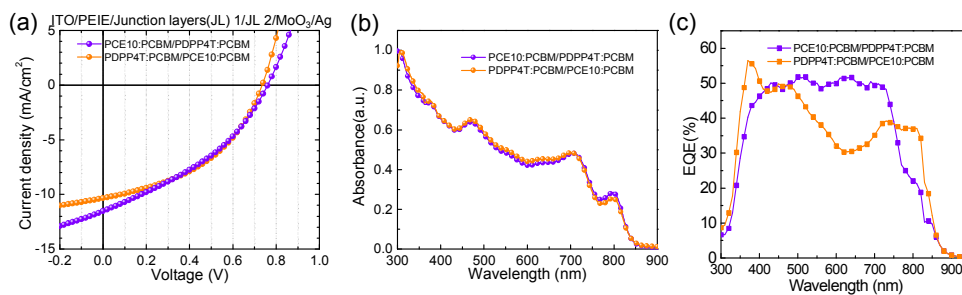 (a)
ITO/PEIE/Junction layers(JL) 1/JL 2/MoO3/Ag
PCE10:PCBM/PDPP4T:PCBM
PDPP4T:PCBM/PCE10:PCBM
Current density (mA/cm2)
5
0
-5
-10
-15
-0.2 0.0 0.2 0.4 0.6 0.8 1.0
Voltage (V)
(b)
PCE10:PCBM/PDPP4T:PCBM
PDPP4T:PCBM/PCE10:PCBM
Absorbance(a.u.)
1.0
0.8
0.6
0.4
0.2
0.0
300 400 500 600 700 800 900
Wavelength (nm)
(c)
PCE10:PCBM/PDPP4T:PCBM
PDPP4T:PCBM/PCE10:PCBM
EQE(%)
60
50
40
30
20
10
0
300 400 500 600 700 800 900
Wavelength (nm)